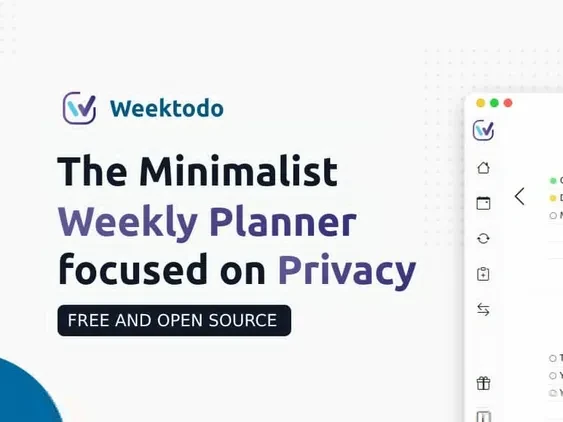 Weektodo
The Minimalist
Weekly Planner
focused on Privacy
FREE AND OPEN SOURCE